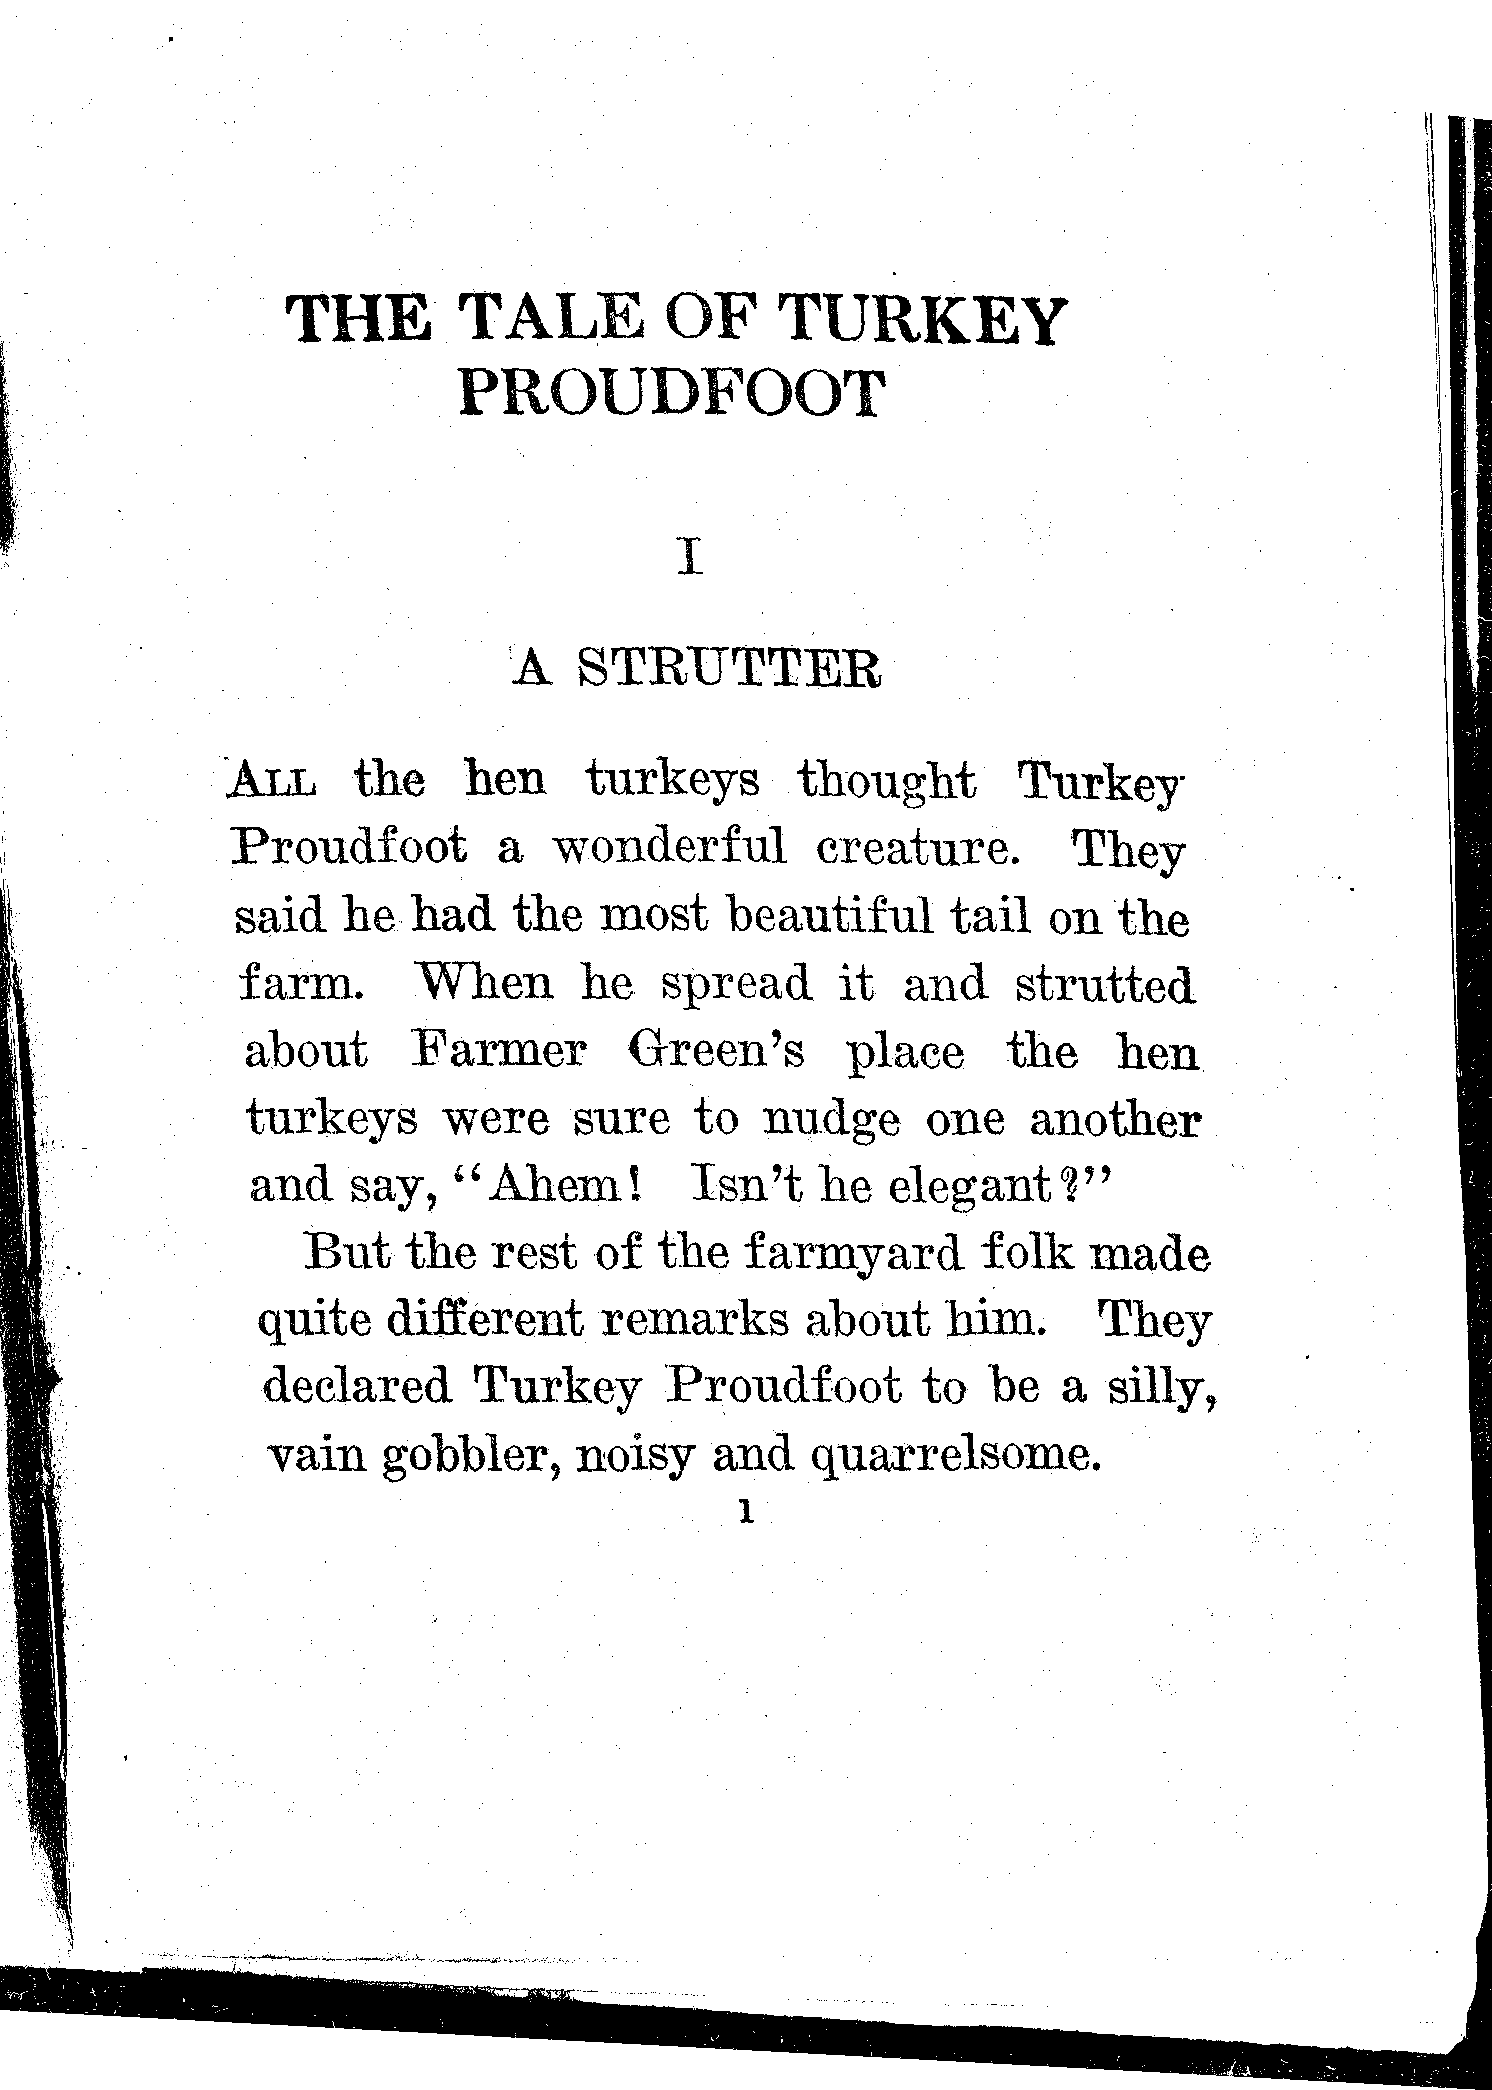 THE TALE OF TURKEY
PROUDFOOT
I
A STRUTTER
ALL the hen turkeys thought Turkey
Proudfoot a wonderful creature. They
said he had the most beautiful tail on the
farm. When he spread it and strutted
about Farmer Green's place the hen
turkeys were sure to nudge one another
and say, "Ahem! Isn't he elegant?"
But the rest of the farmyard folk made
quite different remarks about him. They
declared Turkey Proudfoot to be a silly,
vain gobbler, noisy and quarrelsome.
1